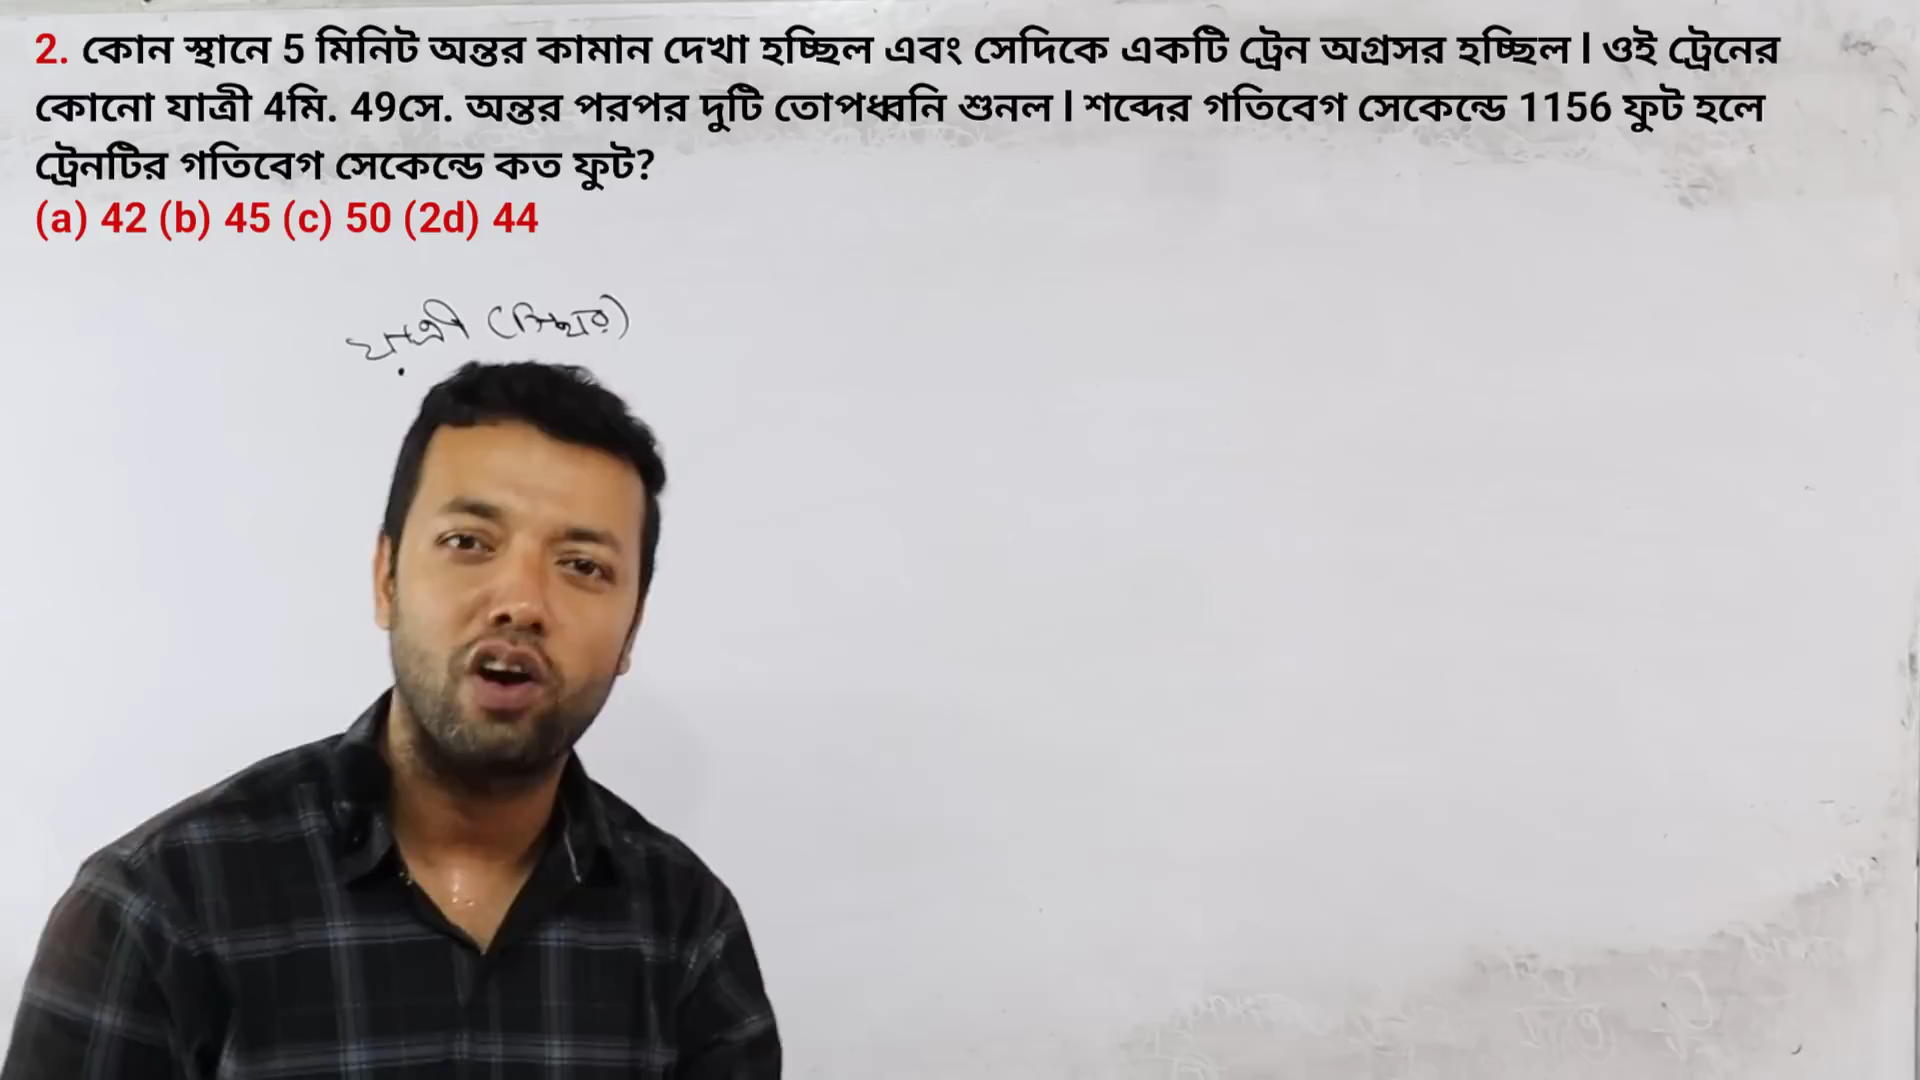 2. কোন স্থানে 5 মিনিট অন্তর কামান দেখা হচ্ছিল এবং সেদিকে একটি ট্রেন অগ্রসর হচ্ছিল l ওই ট্রেনের
কোনো যাত্রী 4মি. 49সে. অন্তর পরপর দুটি তোপধ্বনি শুনল l শব্দের গতিবেগ সেকেন্ডে 1156 ফুট হলে
ট্রেনটির গতিবেগ সেকেন্ডে কত ফুট?
(a) 42 (b) 45 (c) 50 (2d) 44
যাত্রী (স্থির)